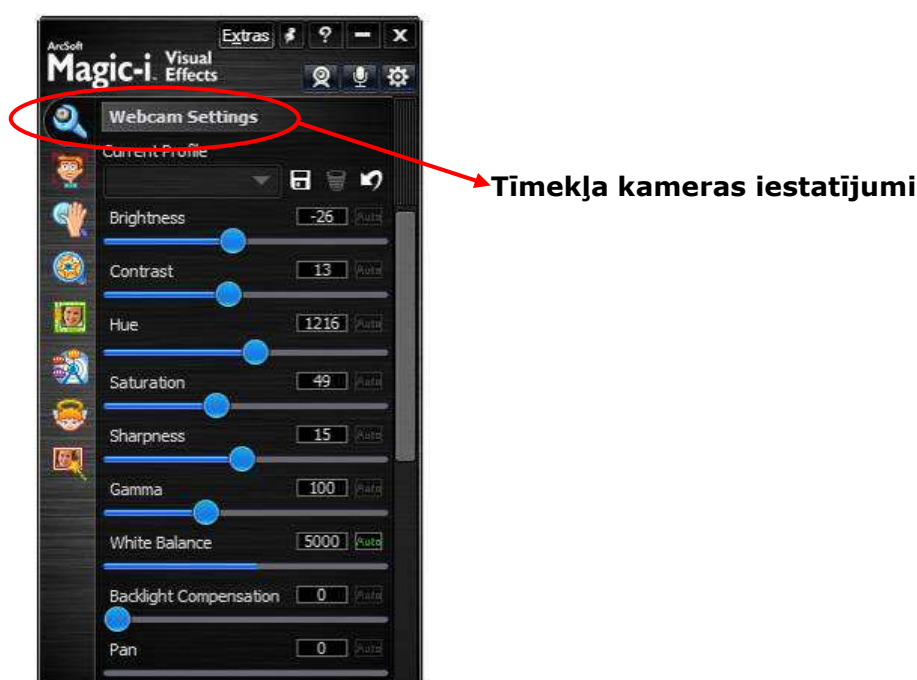 Extras ? – x
ArcSoft
Magic-i™ Visual
Effects
Webcam Settings
Current Profile
Tīmekļa kameras iestatījumi
Brightness -26 Auto
Contrast 13 Auto
Hue 1216 Auto
Saturation 49 Auto
Sharpness 15 Auto
Gamma 100 Auto
White Balance 5000 Auto
Backlight Compensation 0 Auto
Pan 0 Auto